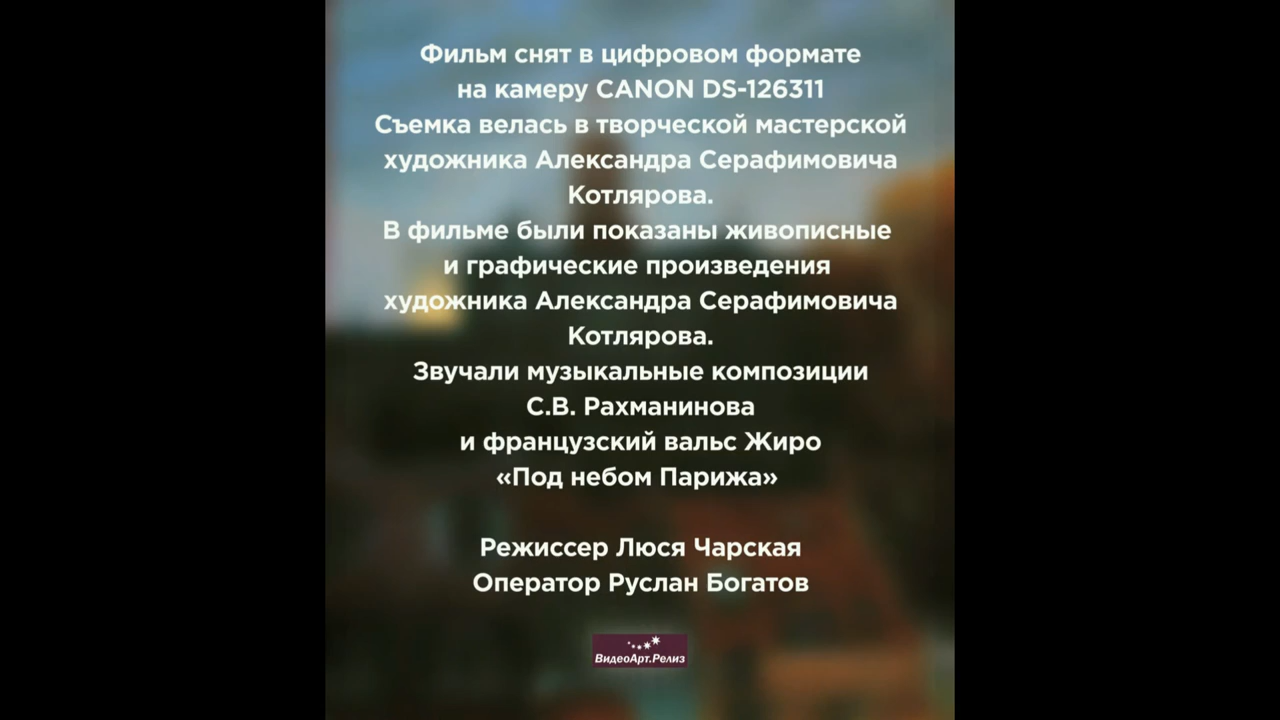 Фильм снят в цифровом формате
на камеру CANON DS-126311
Съемка велась в творческой мастерской
художника Александра Серафимовича
Котлярова.
В фильме были показаны живописные
и графические произведения
художника Александра Серафимовича
Котлярова.
Звучали музыкальные композиции
С.В. Рахманинова
и французский вальс Жиро
«Под небом Парижа»
Режиссер Люся Чарская
Оператор Руслан Богатов
ВидеоАрт.Релиз